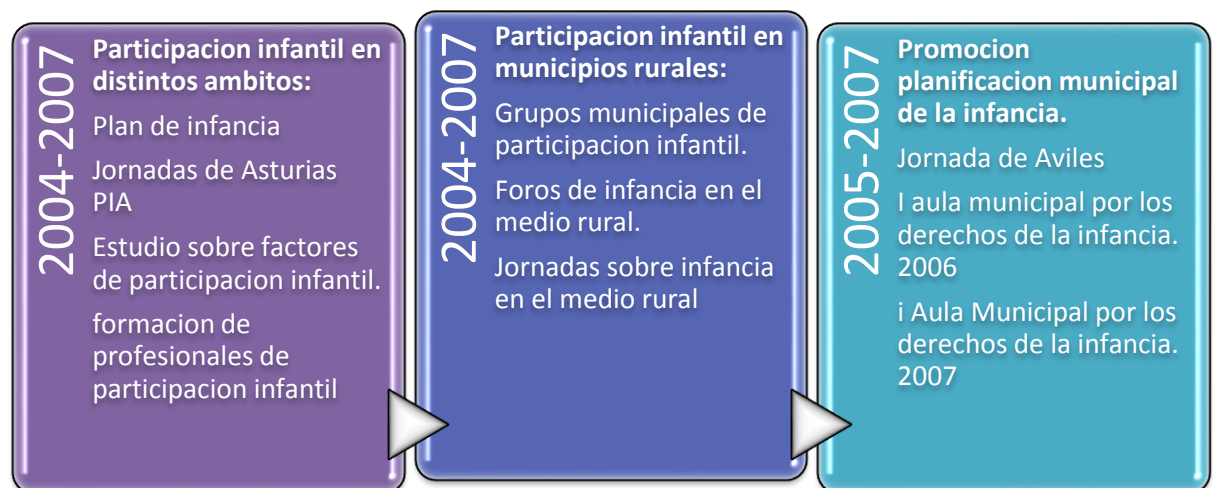 2004-2007
Participacion infantil en
distintos ambitos:
Plan de infancia
Jornadas de Asturias
PIA
Estudio sobre factores
de participacion infantil.
formacion de
profesionales de
participacion infantil
2004-2007
Participacion infantil en
municipios rurales:
Grupos municipales de
participacion infantil.
Foros de infancia en el
medio rural.
Jornadas sobre infancia
en el medio rural
2005-2007
Promocion
planificacion municipal
de la infancia.
Jornada de Aviles
I aula municipal por los
derechos de la infancia.
2006
i Aula Municipal por los
derechos de la infancia.
2007